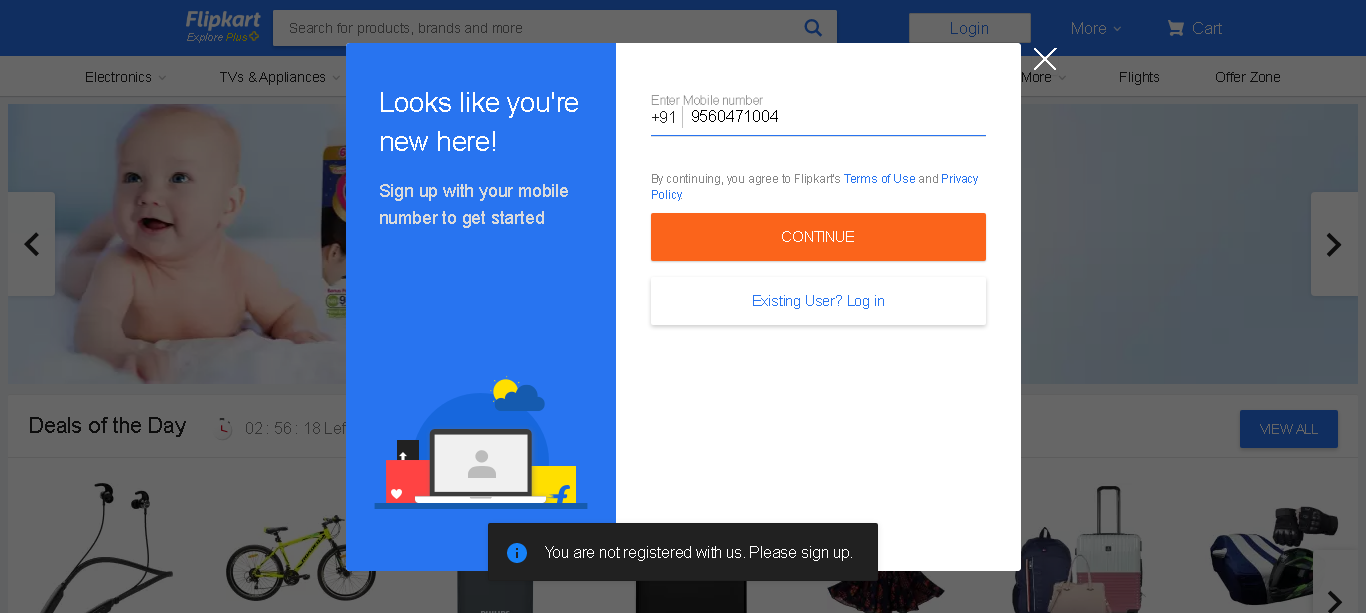 Flipkart
Explore Plus
Search for products, brands and more
Login
More
Cart
Electronics
TVs & Appliances
More
Flights
Offer Zone
Looks like you're
new here!
Sign up with your mobile
number to get started
Enter Mobile number
+91 9560471004
By continuing, you agree to Flipkart's Terms of Use and Privacy
Policy.
CONTINUE
Existing User? Log in
Deals of the Day
02 : 56 : 18 Lef
VIEW ALL
You are not registered with us. Please sign up.